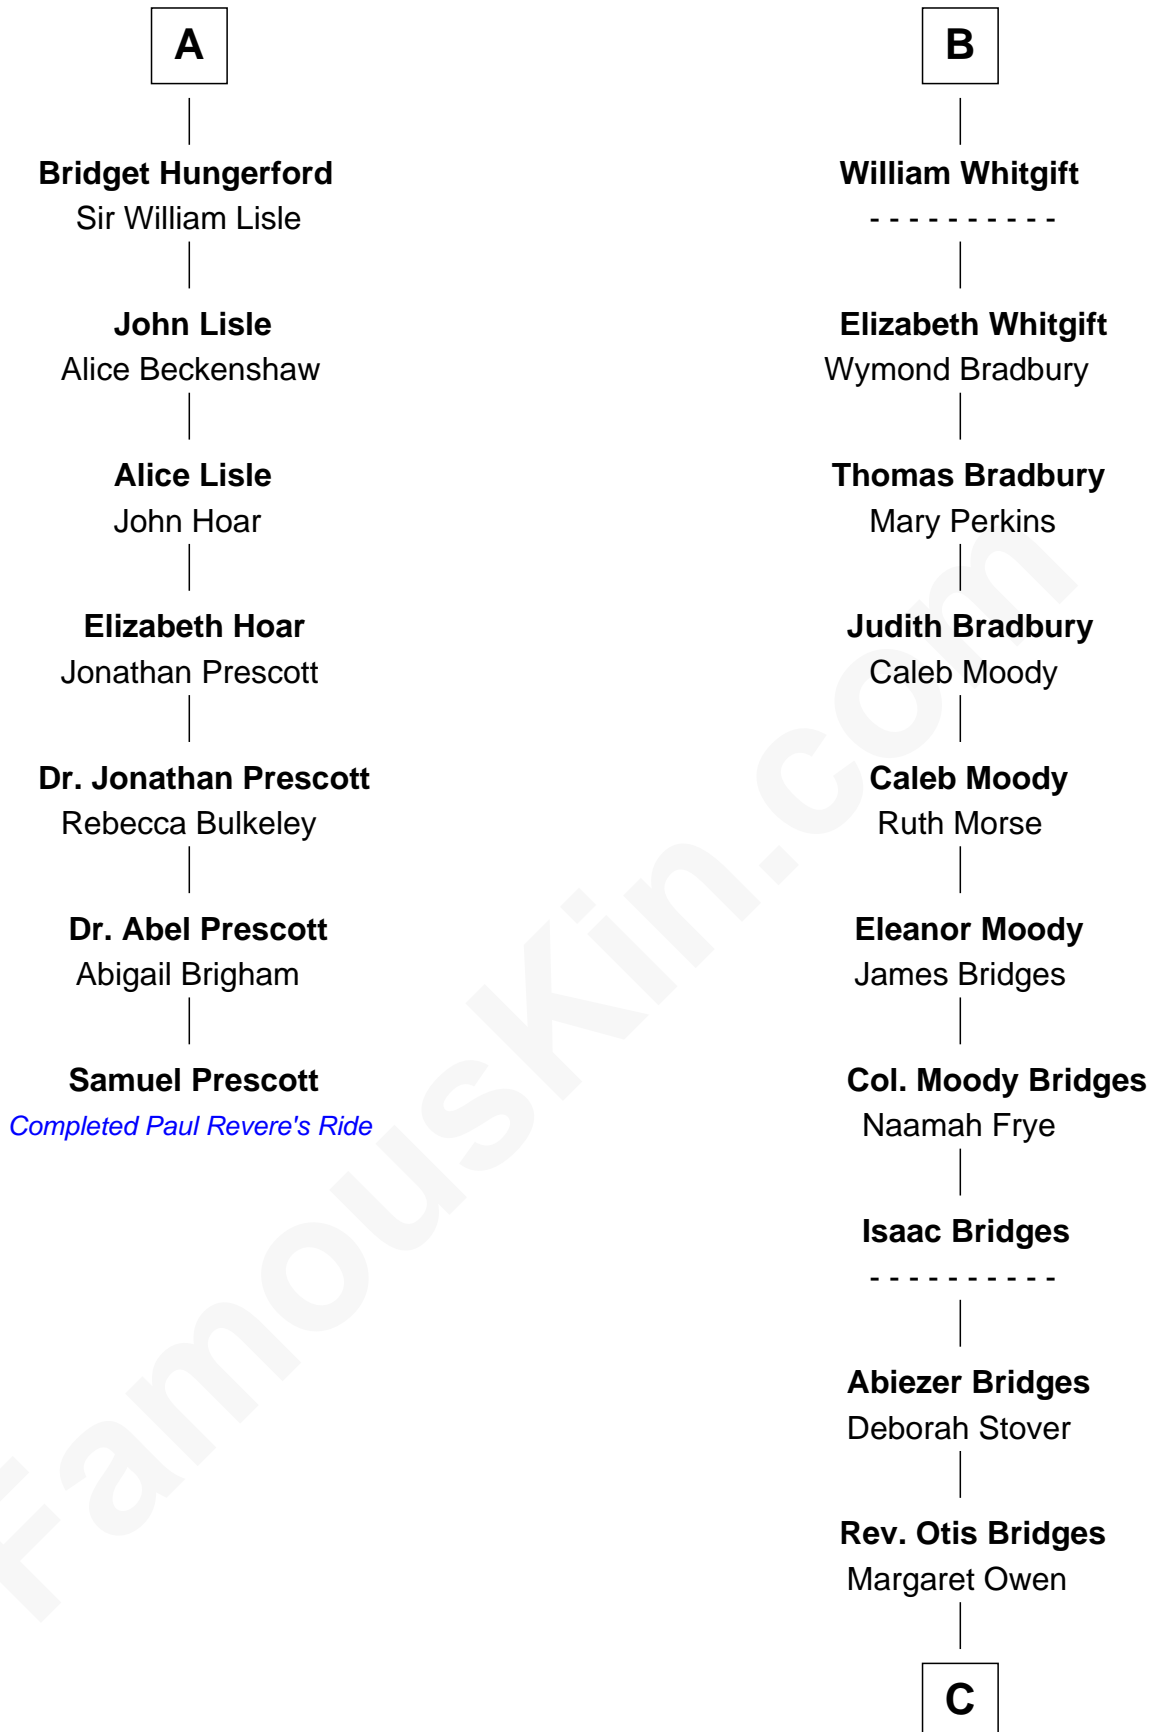 A
Bridget Hungerford
Sir William Lisle
John Lisle
Alice Beckenshaw
Alice Lisle
John Hoar
Elizabeth Hoar
Jonathan Prescott
Dr. Jonathan Prescott
Rebecca Bulkeley
Dr. Abel Prescott
Abigail Brigham
Samuel Prescott
Completed Paul Revere's Ride
B
William Whitgift
- - - - - - - - - -
Elizabeth Whitgift
Wymond Bradbury
Thomas Bradbury
Mary Perkins
Judith Bradbury
Caleb Moody
Caleb Moody
Ruth Morse
Eleanor Moody
James Bridges
Col. Moody Bridges
Naamah Frye
Isaac Bridges
- - - - - - - - - -
Abiezer Bridges
Deborah Stover
Rev. Otis Bridges
Margaret Owen
C
FamousKin.com